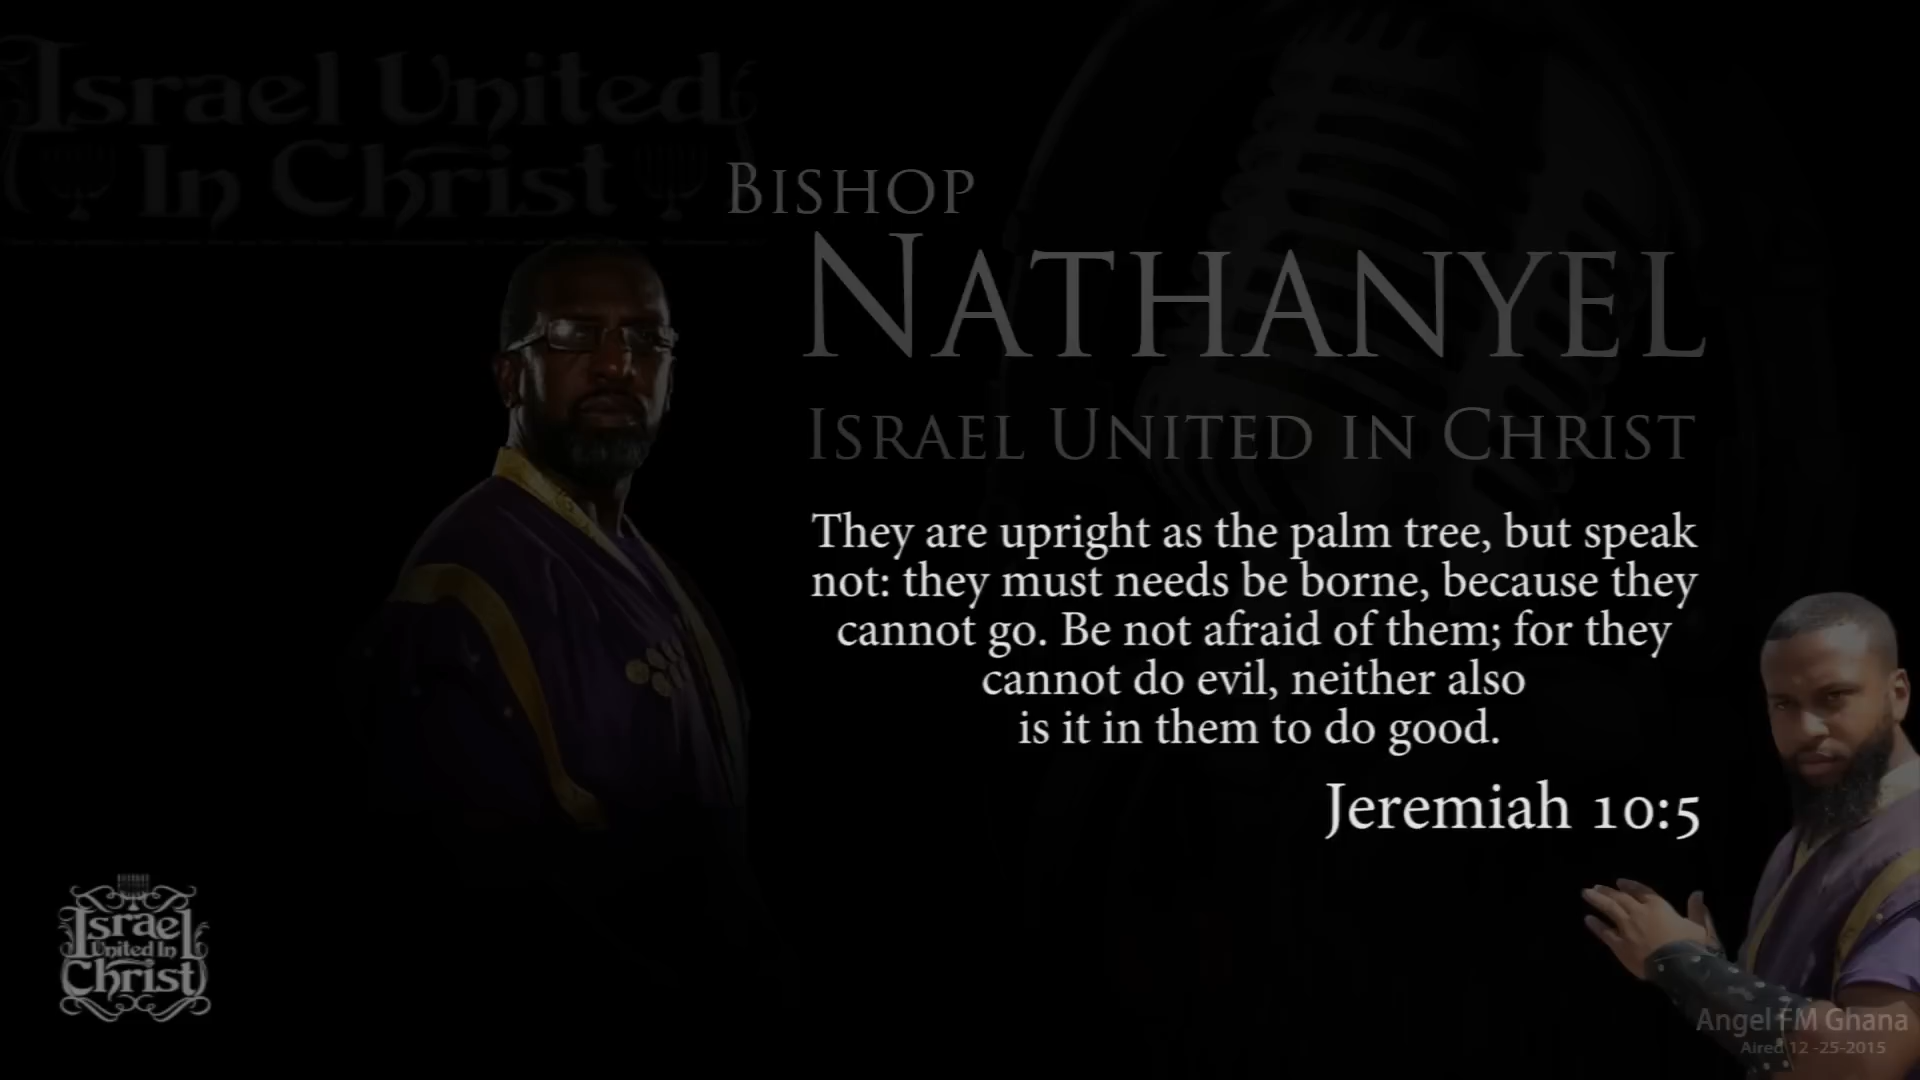 Israel United
In Christ
BISHOP
NATHANYEL
ISRAEL UNITED IN CHRIST
They are upright as the palm tree, but speak
not: they must needs be borne, because they
cannot go. Be not afraid of them; for they
cannot do evil, neither also
is it in them to do good.
Jeremiah 10:5
Israel
United In
Christ
Angel FM Ghana
Aired 12 -25-2015